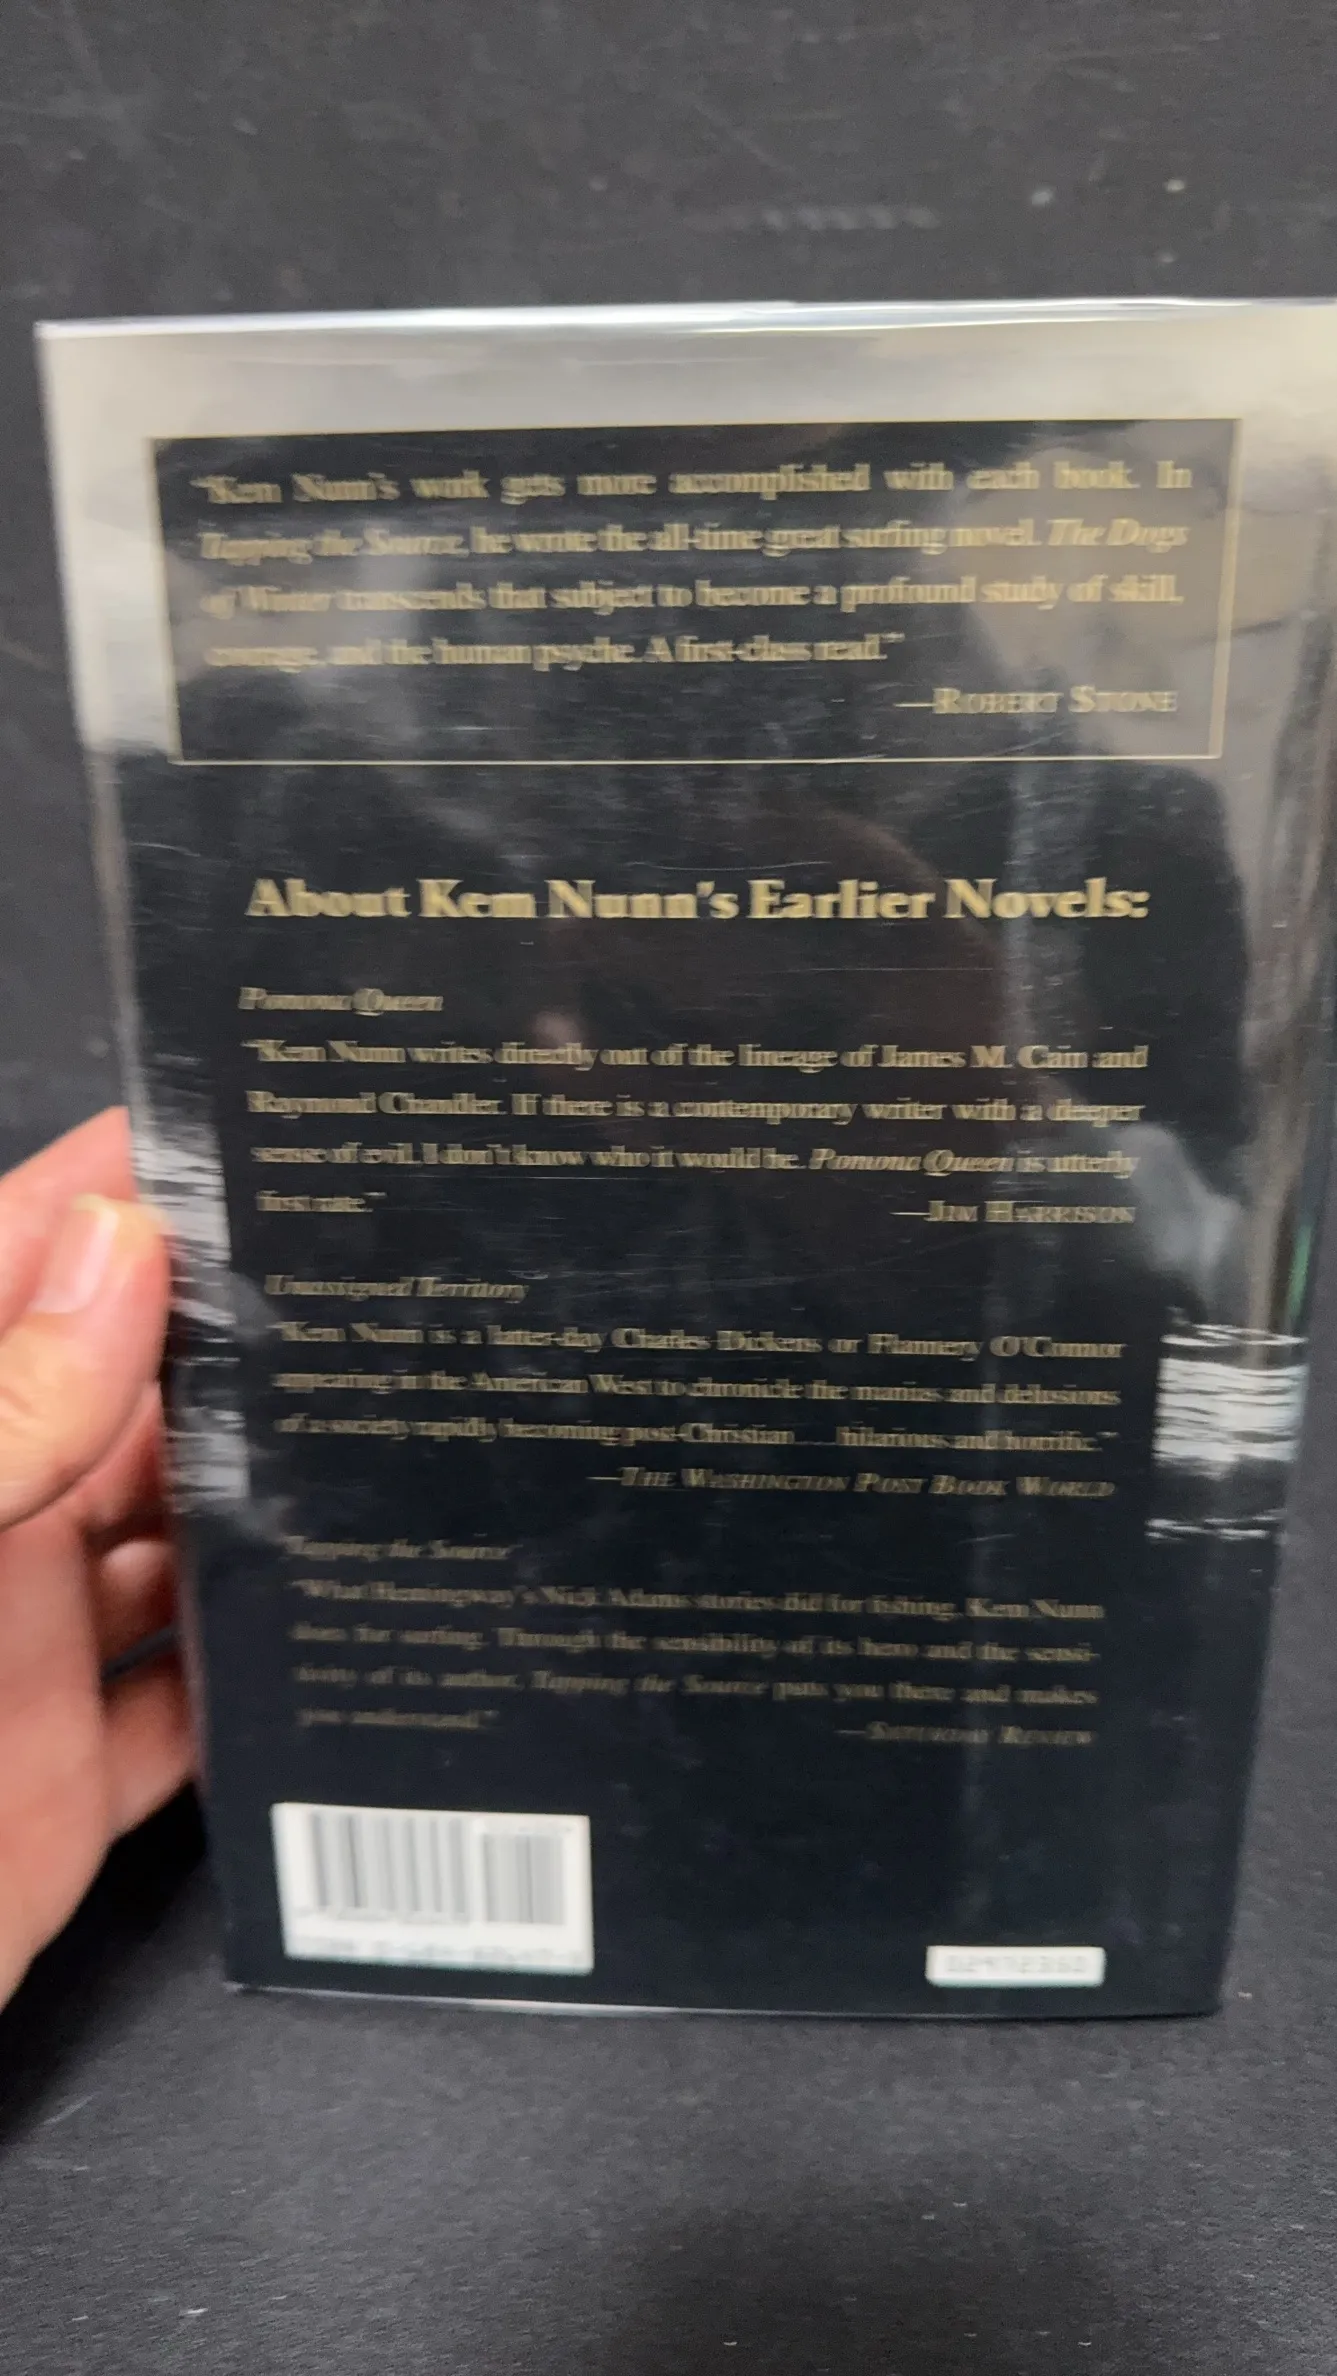 "Kem Nunn's work gets more accomplished with each book. In
Tapping the Source, he wrote the all-time great surfing novel. The Dogs
of Winter transcends that subject to become a profound study of skill,
courage, and the human psyche. A first-class read."
—ROBERT STONE
About Kem Nunn's Earlier Novels:
Pomona Queen
"Kem Nunn writes directly out of the lineage of James M. Cain and
Raymond Chandler. If there is a contemporary writer with a deeper
sense of evil, I don't know who it would be. Pomona Queen is utterly
first rate."
—JIM HARRISON
Unassigned Territory
"Kem Nunn is a latter-day Charles Dickens or Flannery O'Connor
appearing in the American West to chronicle the manias and delusions
of a society rapidly becoming post-Christian . . . hilarious and horrific."
—THE WASHINGTON POST BOOK WORLD
Tapping the Source
"What Hemingway's Nick Adams stories did for fishing, Kem Nunn
does for surfing. Through the sensibility of its hero and the sensi-
tivity of its author, Tapping the Source puts you there and makes
you understand."
—SATURDAY REVIEW